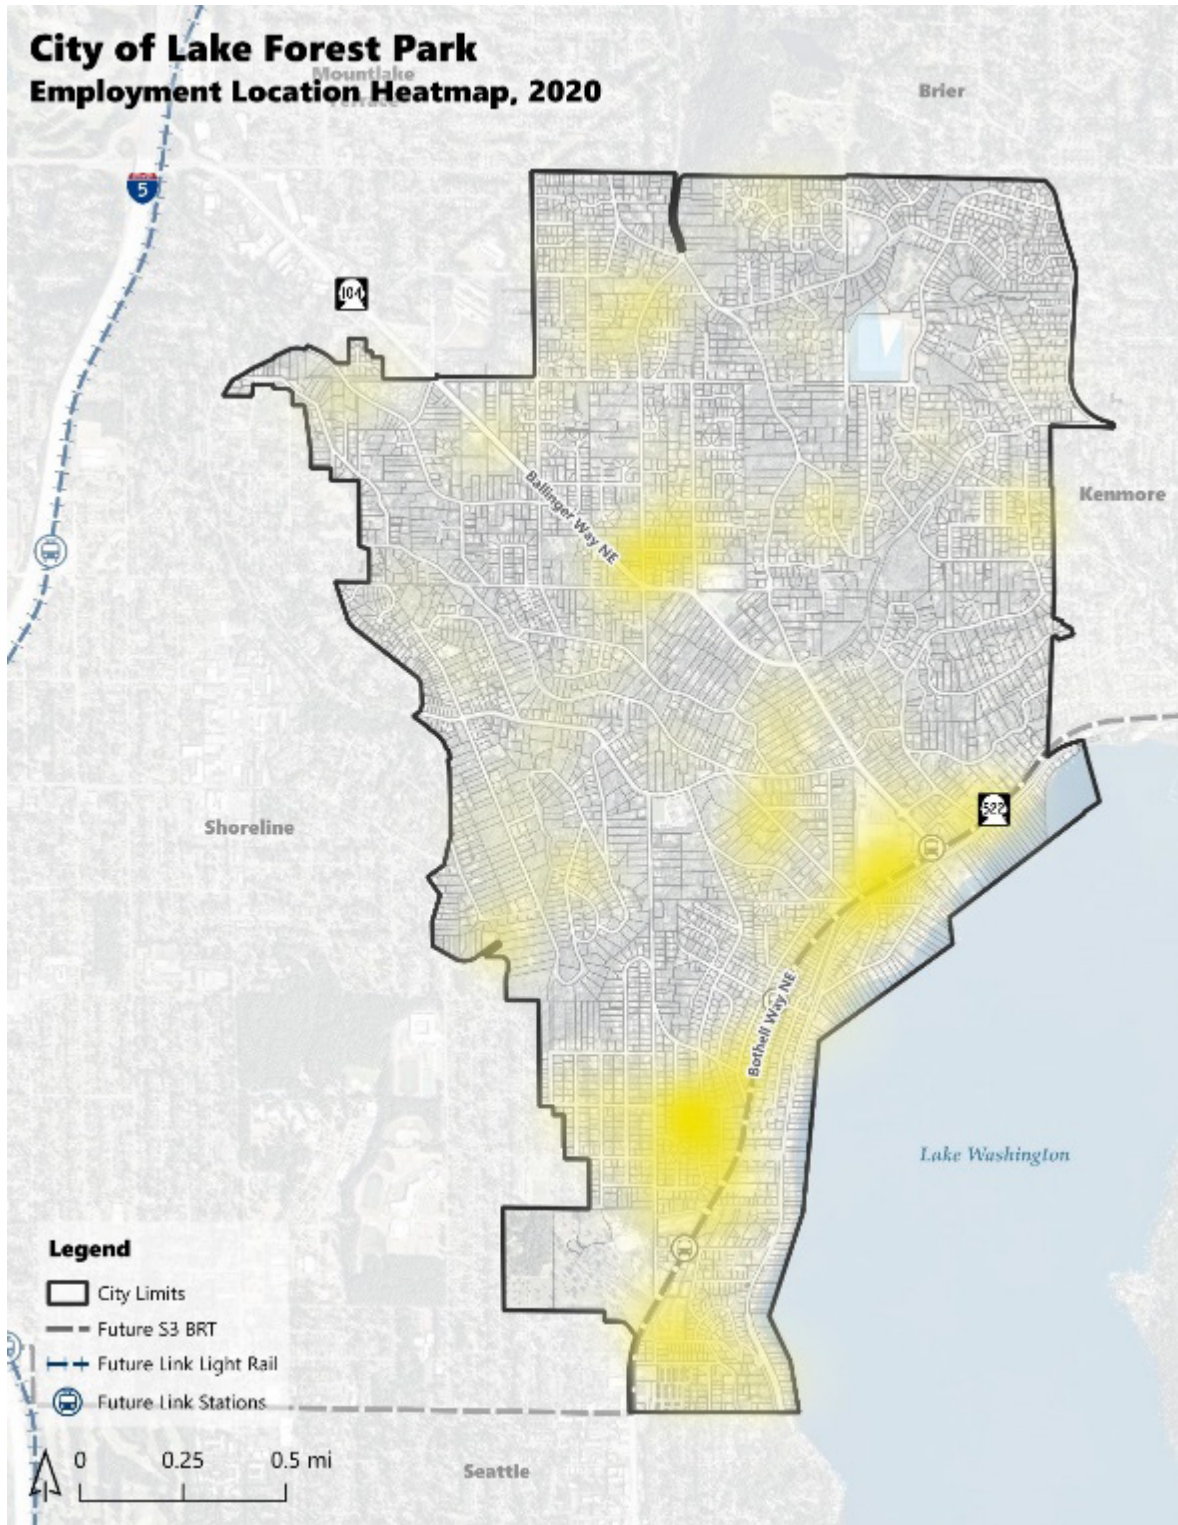 City of Lake Forest Park
Mountlake
Terrace
Employment Location Heatmap, 2020
Brier
5
104
Ballinger Way NE
Kenmore
Shoreline
522
Bothell Way NE
Lake Washington
Legend
City Limits
Future S3 BRT
Future Link Light Rail
Future Link Stations
0 0.25 0.5 mi
Seattle